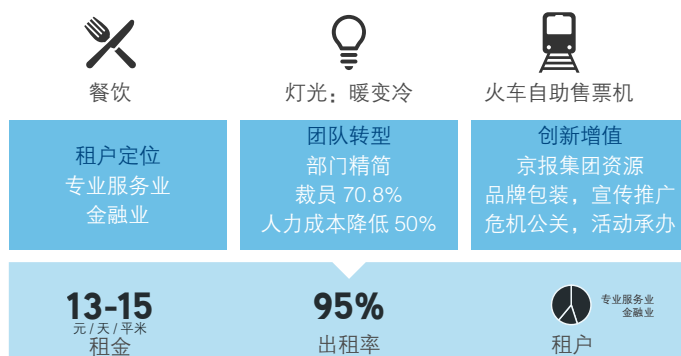 餐饮
灯光：暖变冷
火车自助售票机
租户定位
专业服务业
金融业
团队转型
部门精简
裁员 70.8%
人力成本降低 50%
创新增值
京报集团资源
品牌包装，宣传推广
危机公关，活动承办
13-15
元/天/平米
租金
95%
出租率
专业服务业
金融业
租户